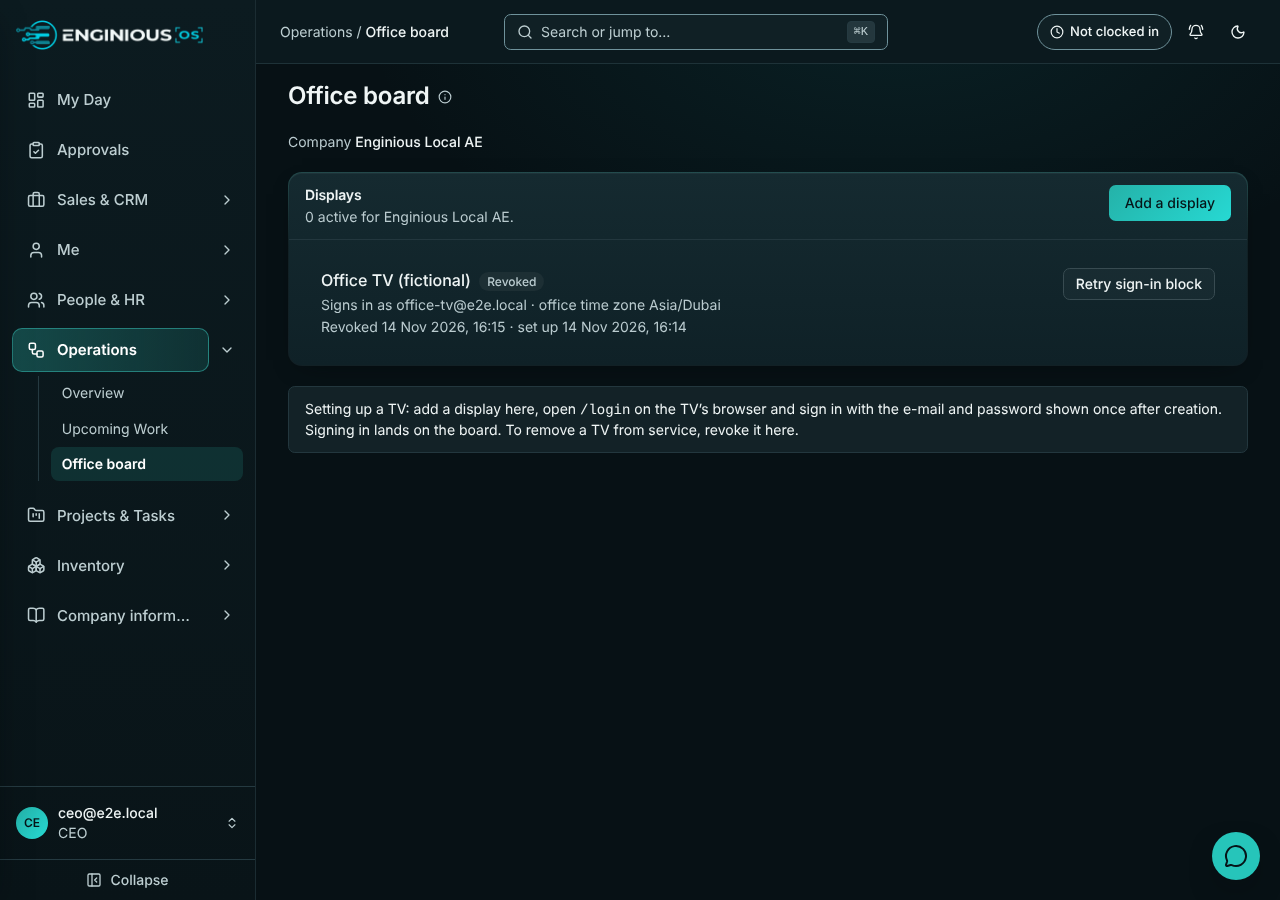 ENGINIOUS [OS]
Operations / Office board
Search or jump to...
⌘K
Not clocked in
My Day
Approvals
Sales & CRM
Me
People & HR
Operations
Overview
Upcoming Work
Office board
Projects & Tasks
Inventory
Company inform...
ceo@e2e.local
CE
CEO
Collapse
Office board
Company Enginious Local AE
Displays
0 active for Enginious Local AE.
Add a display
Office TV (fictional) Revoked
Signs in as office-tv@e2e.local · office time zone Asia/Dubai
Revoked 14 Nov 2026, 16:15 · set up 14 Nov 2026, 16:14
Retry sign-in block
Setting up a TV: add a display here, open /login on the TV’s browser and sign in with the e-mail and password shown once after creation.
Signing in lands on the board. To remove a TV from service, revoke it here.